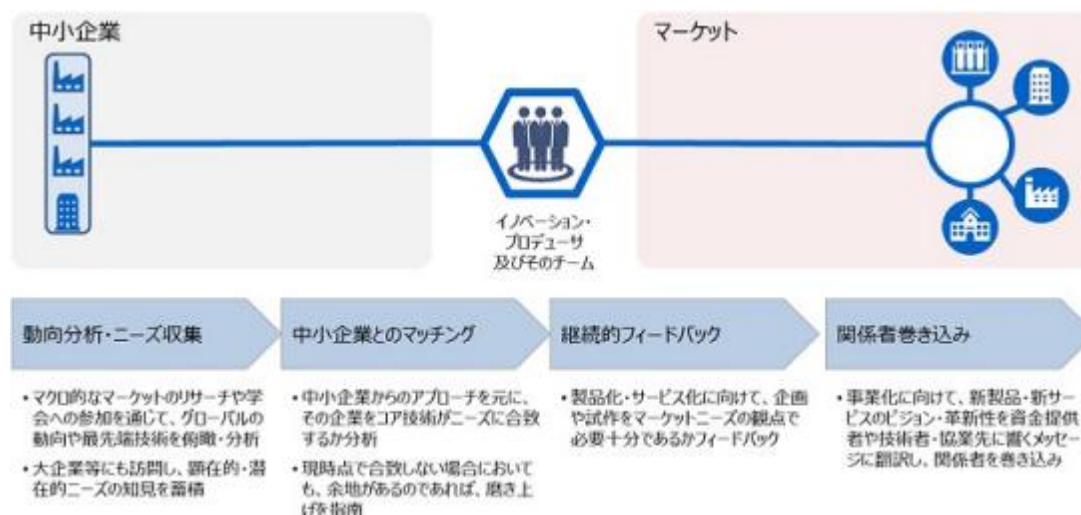 中小企業
マーケット
イノベーション・
プロデューサ
及びそのチーム
動向分析・ニーズ収集
中小企業とのマッチング
継続的フィードバック
関係者巻き込み
・マクロ的なマーケットのリサーチや学
会への参加を通じて、グローバルの
動向や最先端技術を俯瞰・分析
・大企業等にも訪問し、顕在的・潜
在的ニーズの知見を蓄積
・中小企業からのアプローチを元に、
その企業をコア技術がニーズに合致
するか分析
・現時点で合致しない場合において
も、余地があるのであれば、磨き上
げを指南
・製品化・サービス化に向けて、企画
や試作をマーケットニーズの観点で
必要十分であるかフィードバック
・事業化に向けて、新製品・新サー
ビスのビジョン・革新性を資金提供
者や技術者・協業先に響くメッセー
ジに翻訳し、関係者を巻き込み